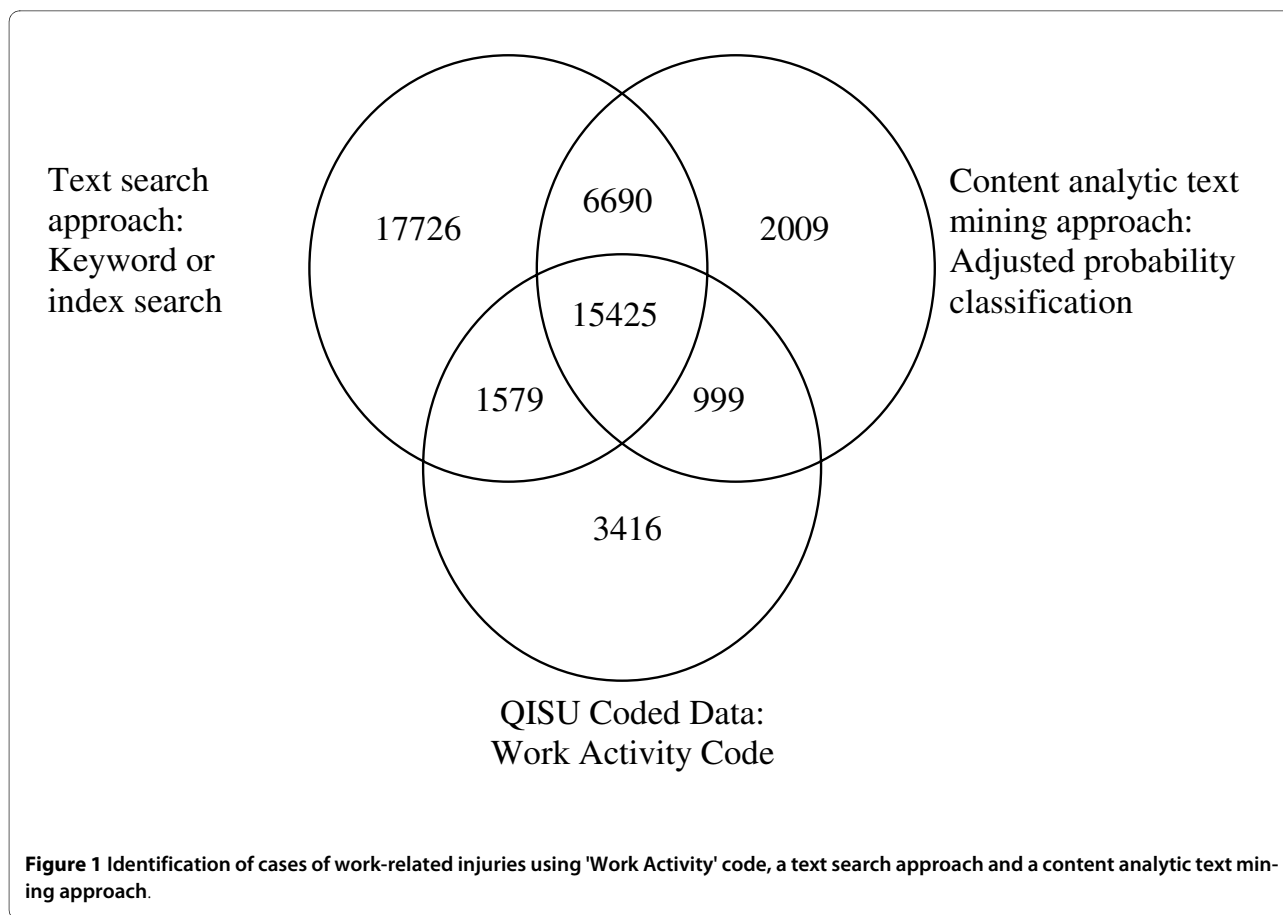 Text search
approach:
Keyword or
index search
17726
6690
2009
Content analytic text
mining approach:
Adjusted probability
classification
15425
1579
999
3416
QISU Coded Data:
Work Activity Code
Figure 1 Identification of cases of work-related injuries using 'Work Activity' code, a text search approach and a content analytic text min-
ing approach.